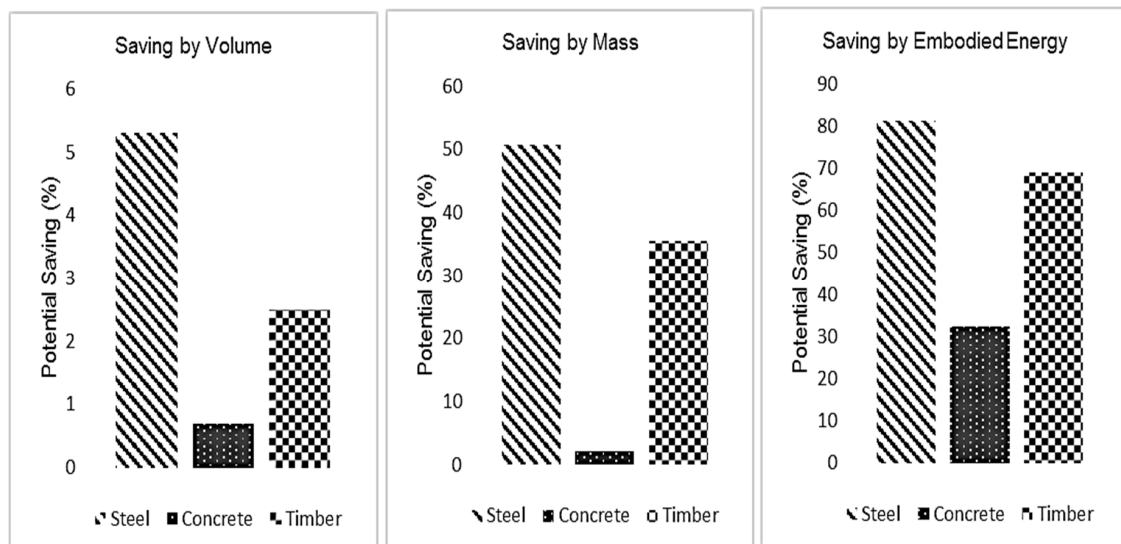 Saving by Volume
Potential Saving (%)
6
5
4
3
2
1
0
Steel Concrete Timber
Saving by Mass
Potential Saving (%)
60
50
40
30
20
10
0
Steel Concrete Timber
Saving by Embodied Energy
Potential Saving (%)
90
80
70
60
50
40
30
20
10
0
Steel Concrete Timber